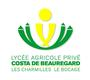 LYCÉE AGRICOLE PRIVÉ
COSTA DE BEAUREGARD
LES CHARMILLES LE BOCAGE